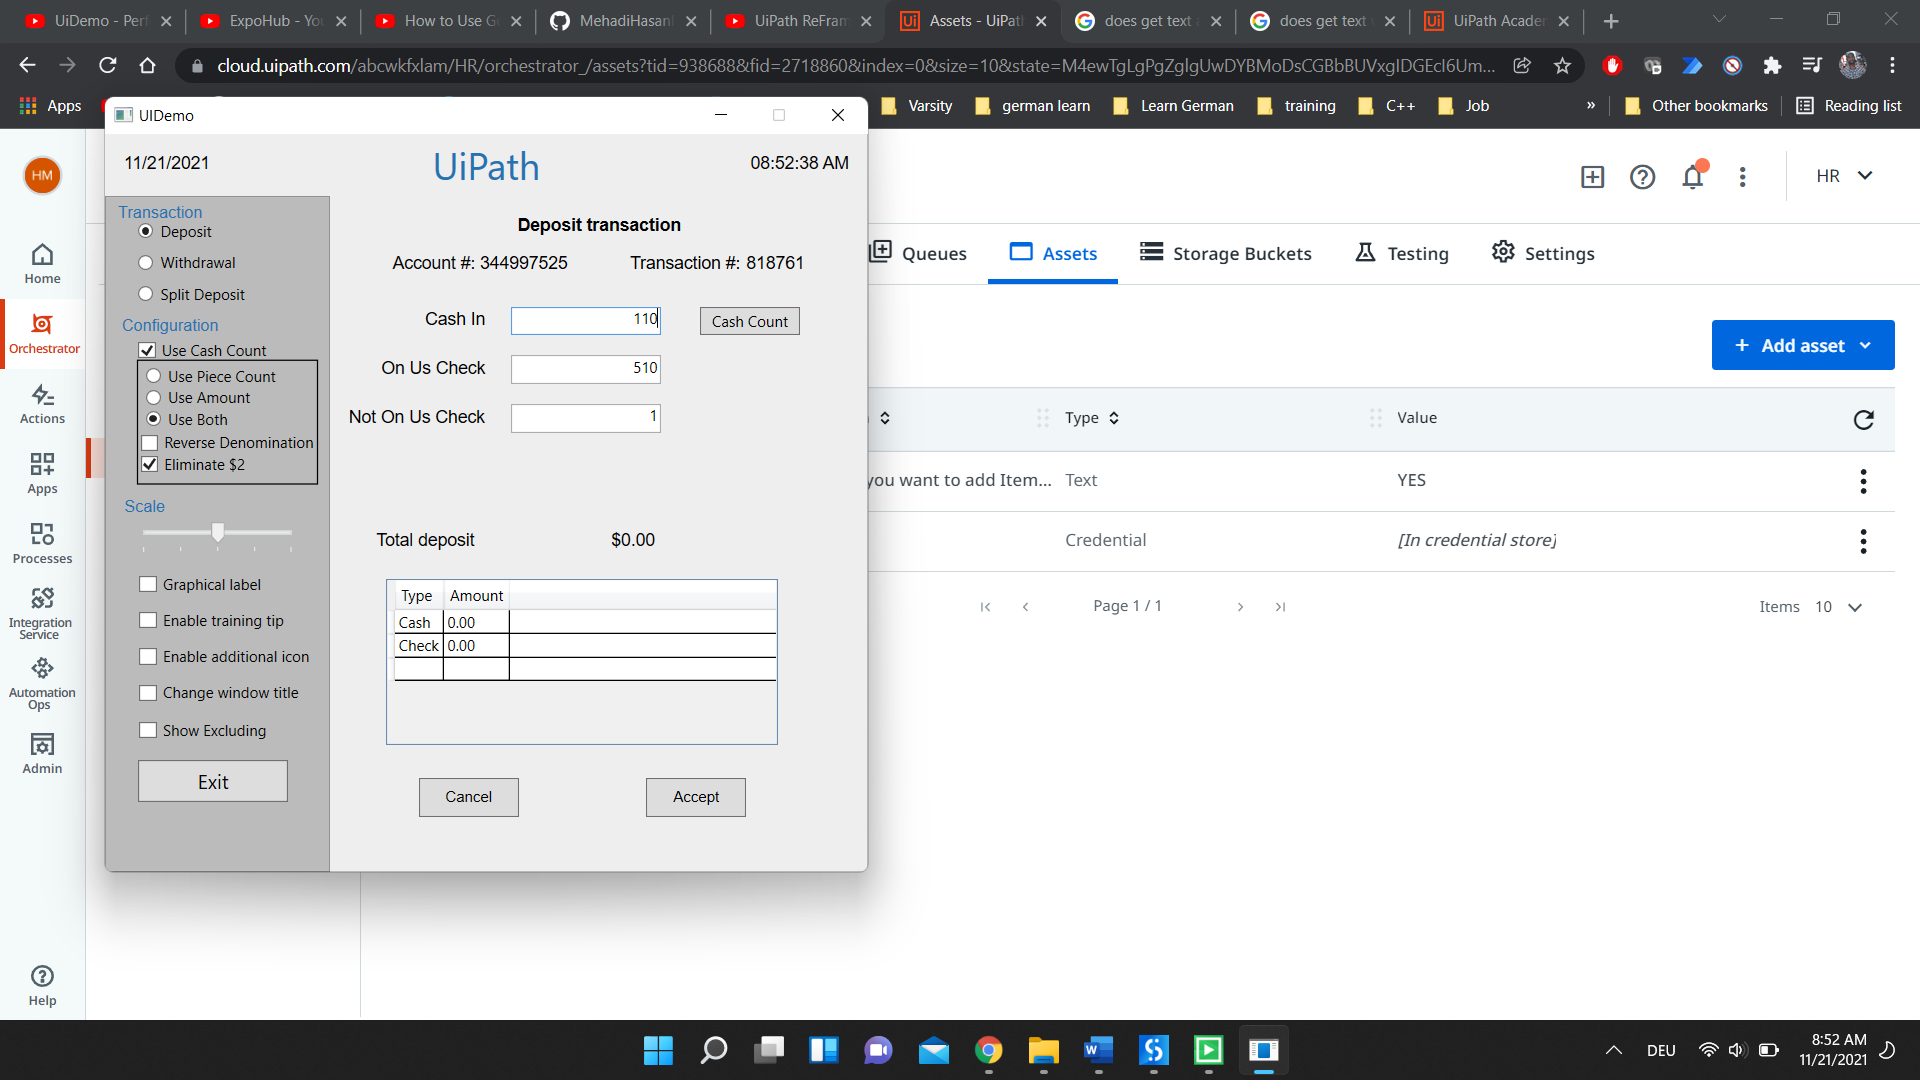 UiDemo - Perf
ExpoHub - You
How to Use G
MehadiHasan
UiPath ReFram
Assets - UiPath
does get text a
does get text
UiPath Acade
cloud.uipath.com/abcwkfxlam/HR/orchestrator_/assets?tid=938688&fid=2718860&index=0&size=10&state=M4ewTgLgPgZglgUwDYBMoDsCGBbBUVxgIDGEcI6Um...
Apps
Varsity
german learn
Learn German
training
C++
Job
»
Other bookmarks
Reading list
UIDemo
11/21/2021
UiPath
08:52:38 AM
Transaction
Deposit
Withdrawal
Split Deposit
Configuration
Use Cash Count
Use Piece Count
Use Amount
Use Both
Reverse Denomination
Eliminate $2
Scale
Graphical label
Enable training tip
Enable additional icon
Change window title
Show Excluding
Exit
Deposit transaction
Account #: 344997525
Transaction #: 818761
Cash In
110
Cash Count
On Us Check
510
Not On Us Check
1
Total deposit
$0.00
Type Amount
Cash 0.00
Check 0.00
Cancel
Accept
HM
Home
Orchestrator
Actions
Apps
Processes
Integration
Service
Automation
Ops
Admin
Help
HR
Queues
Assets
Storage Buckets
Testing
Settings
+ Add asset
Type
Value
you want to add Item...
Text
YES
Credential
[In credential store]
Page 1 / 1
Items 10
DEU
8:52 AM
11/21/2021